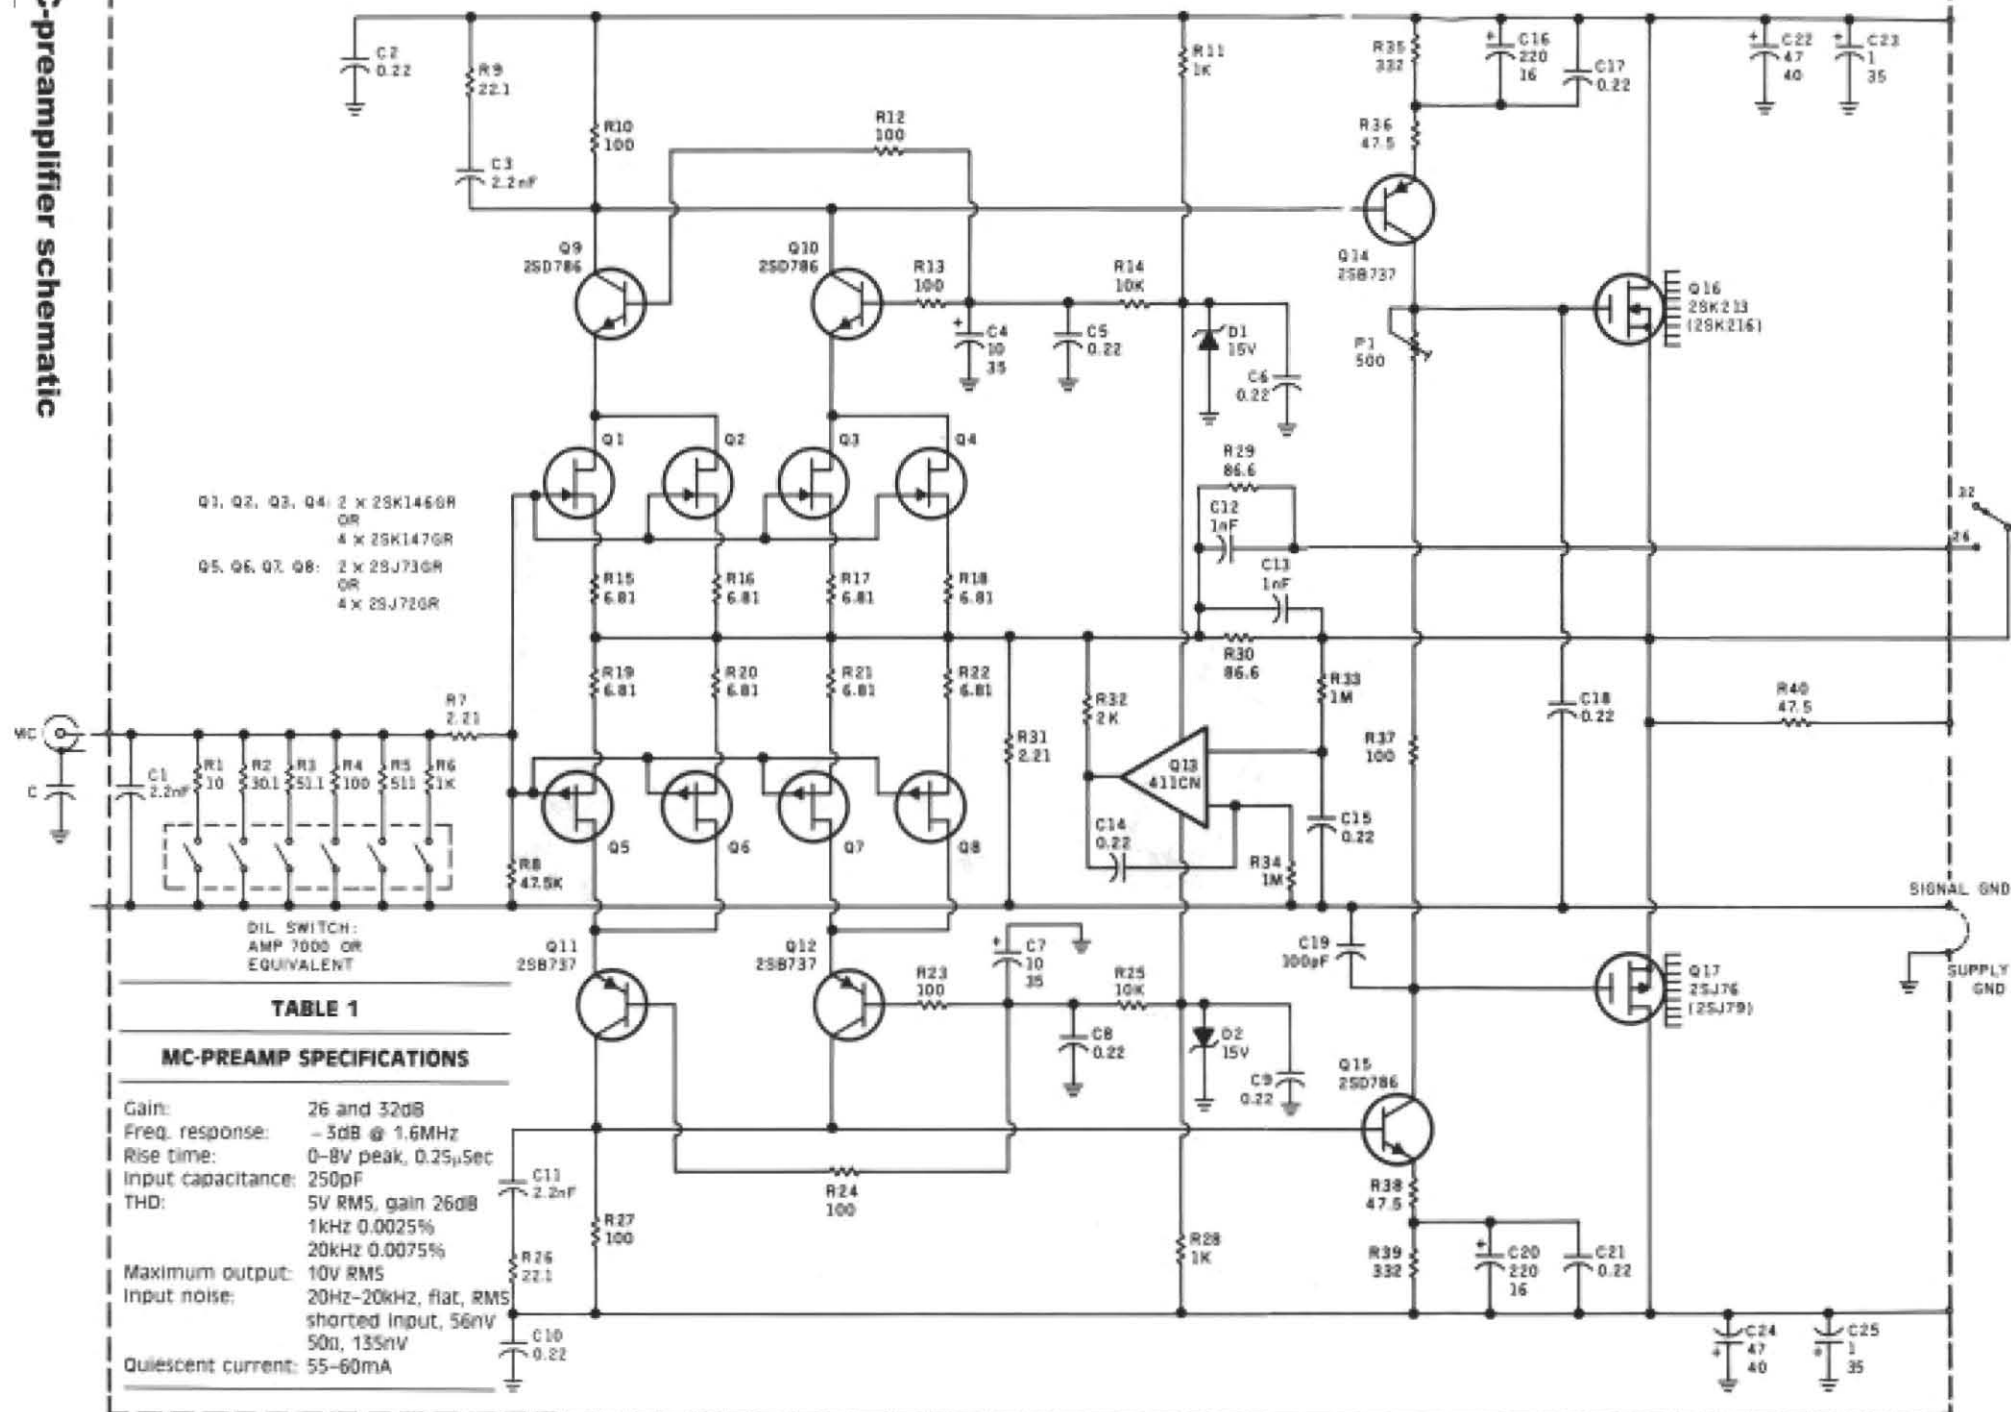 C-preamplifier schematic
C2
0.22
R9
22.1
C3
2.2nF
R10
100
R12
100
R11
1K
R35
332
C16
220
16
C17
0.22
C22
47
40
C23
1
35
R36
47.5
Q9
2SD786
Q10
2SD786
R13
100
R14
10K
C4
10
35
C5
0.22
D1
15V
C6
0.22
Q14
2SB737
P1
500
Q16
2SK213
(2SK216)
Q1
Q2
Q3
Q4
Q1, Q2, Q3, Q4: 2 x 2SK146GR
OR
4 x 2SK147GR
Q5, Q6, Q7, Q8: 2 x 2SJ73GR
OR
4 x 2SJ72GR
R29
86.6
C12
1nF
C13
1nF
32
26
R15
6.81
R16
6.81
R17
6.81
R18
6.81
R30
86.6
R19
6.81
R20
6.81
R21
6.81
R22
6.81
R32
2K
R33
1M
R31
2.21
R7
2.21
MC
C
C1
2.2nF
R1
10
R2
30.1
R3
51.1
R4
100
R5
511
R6
1K
R8
47.5K
Q5
Q6
Q7
Q8
Q13
411CN
C14
0.22
R34
1M
C15
0.22
R37
100
C18
0.22
R40
47.5
SIGNAL GND
SUPPLY
GND
DIL SWITCH:
AMP 7000 OR
EQUIVALENT
Q11
2SB737
Q12
2SB737
R23
100
C7
10
35
R25
10K
C8
0.22
D2
15V
C9
0.22
C19
100pF
Q17
2SJ76
(2SJ79)
Q15
2SD786
R38
47.5
R39
332
C20
220
16
C21
0.22
C11
2.2nF
R26
22.1
C10
0.22
R27
100
R24
100
R28
1K
C24
47
40
C25
1
35
TABLE 1
MC-PREAMP SPECIFICATIONS
Gain: 26 and 32dB
Freq. response: -3dB @ 1.6MHz
Rise time: 0-8V peak, 0.25µSec
Input capacitance: 250pF
THD: 5V RMS, gain 26dB
1kHz 0.0025%
20kHz 0.0075%
Maximum output: 10V RMS
Input noise: 20Hz-20kHz, flat, RMS
shorted input, 56nV
50Ω, 135nV
Quiescent current: 55-60mA